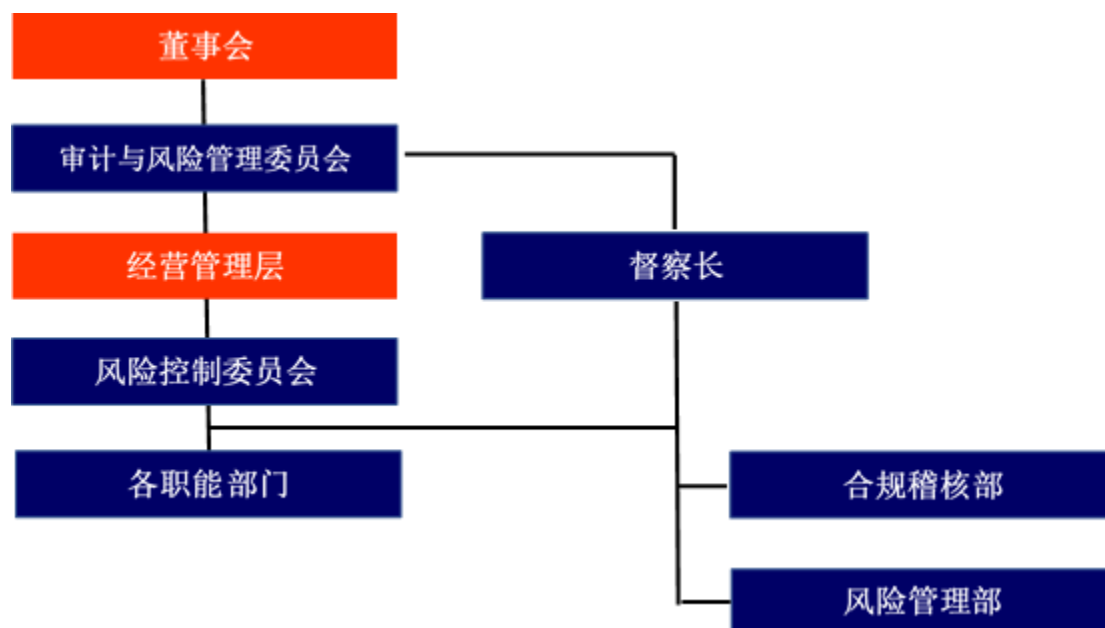 董事会
审计与风险管理委员会
经营管理层
督察长
风险控制委员会
各职能部门
合规稽核部
风险管理部